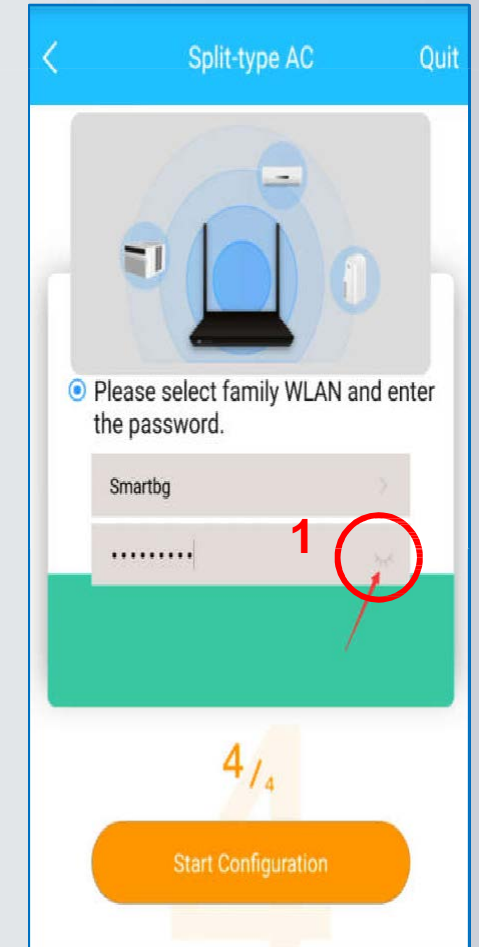 Split-type AC Quit
Please select family WLAN and enter
the password.
Smartbg
•••••••••
1
4/4
Start Configuration